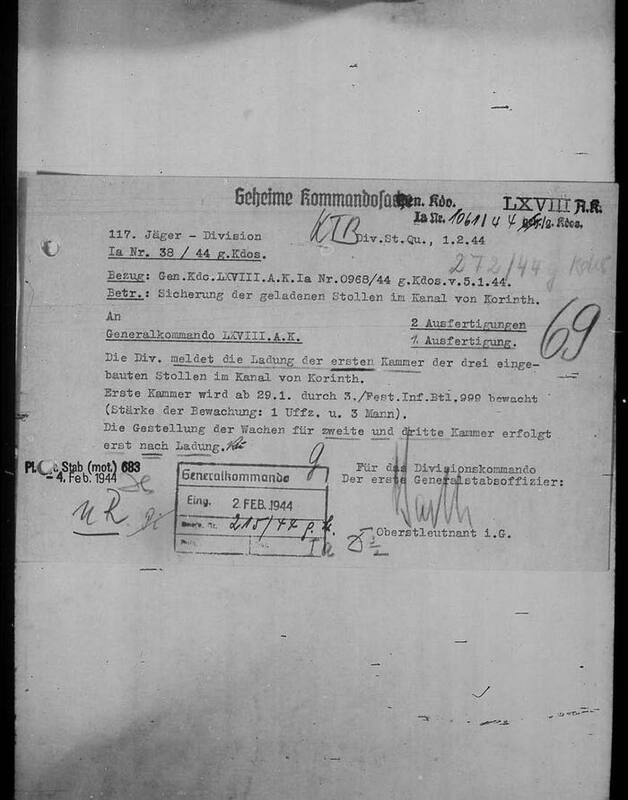 Geheime Kommandosache
Gen. Kdo. LXVIII A.K.
Ia Nr. 1061/44 g. Kdos.
KTB
117. Jäger - Division
Div.St.Qu., 1.2.44
Ia Nr. 38 / 44 g.Kdos.
272/44 g Kdos
Bezug: Gen.Kdc.LXVIII.A.K.Ia Nr.0968/44 g.Kdos.v.5.1.44.
Betr.: Sicherung der geladenen Stollen im Kanal von Korinth.
69
An
2 Ausfertigungen
Generalkommando LXVIII.A.K.
1. Ausfertigung.
Die Div. meldet die Ladung der ersten Kammer der drei einge-
bauten Stollen im Kanal von Korinth.
Erste Kammer wird ab 29.1. durch 3./Fest.Inf.Btl.999 bewacht
(Stärke der Bewachung: 1 Uffz. u. 3 Mann).
Die Gestellung der Wachen für zweite und dritte Kammer erfolgt
erst nach Ladung.
Für das Divisionskommando
Der erste Generalstabsoffizier:
Oberstleutnant i.G.
Stab (mot.) 683
- 4. Feb. 1944
Generalkommando
Eing. 2. FEB. 1944
215/44 g. K.
Ia